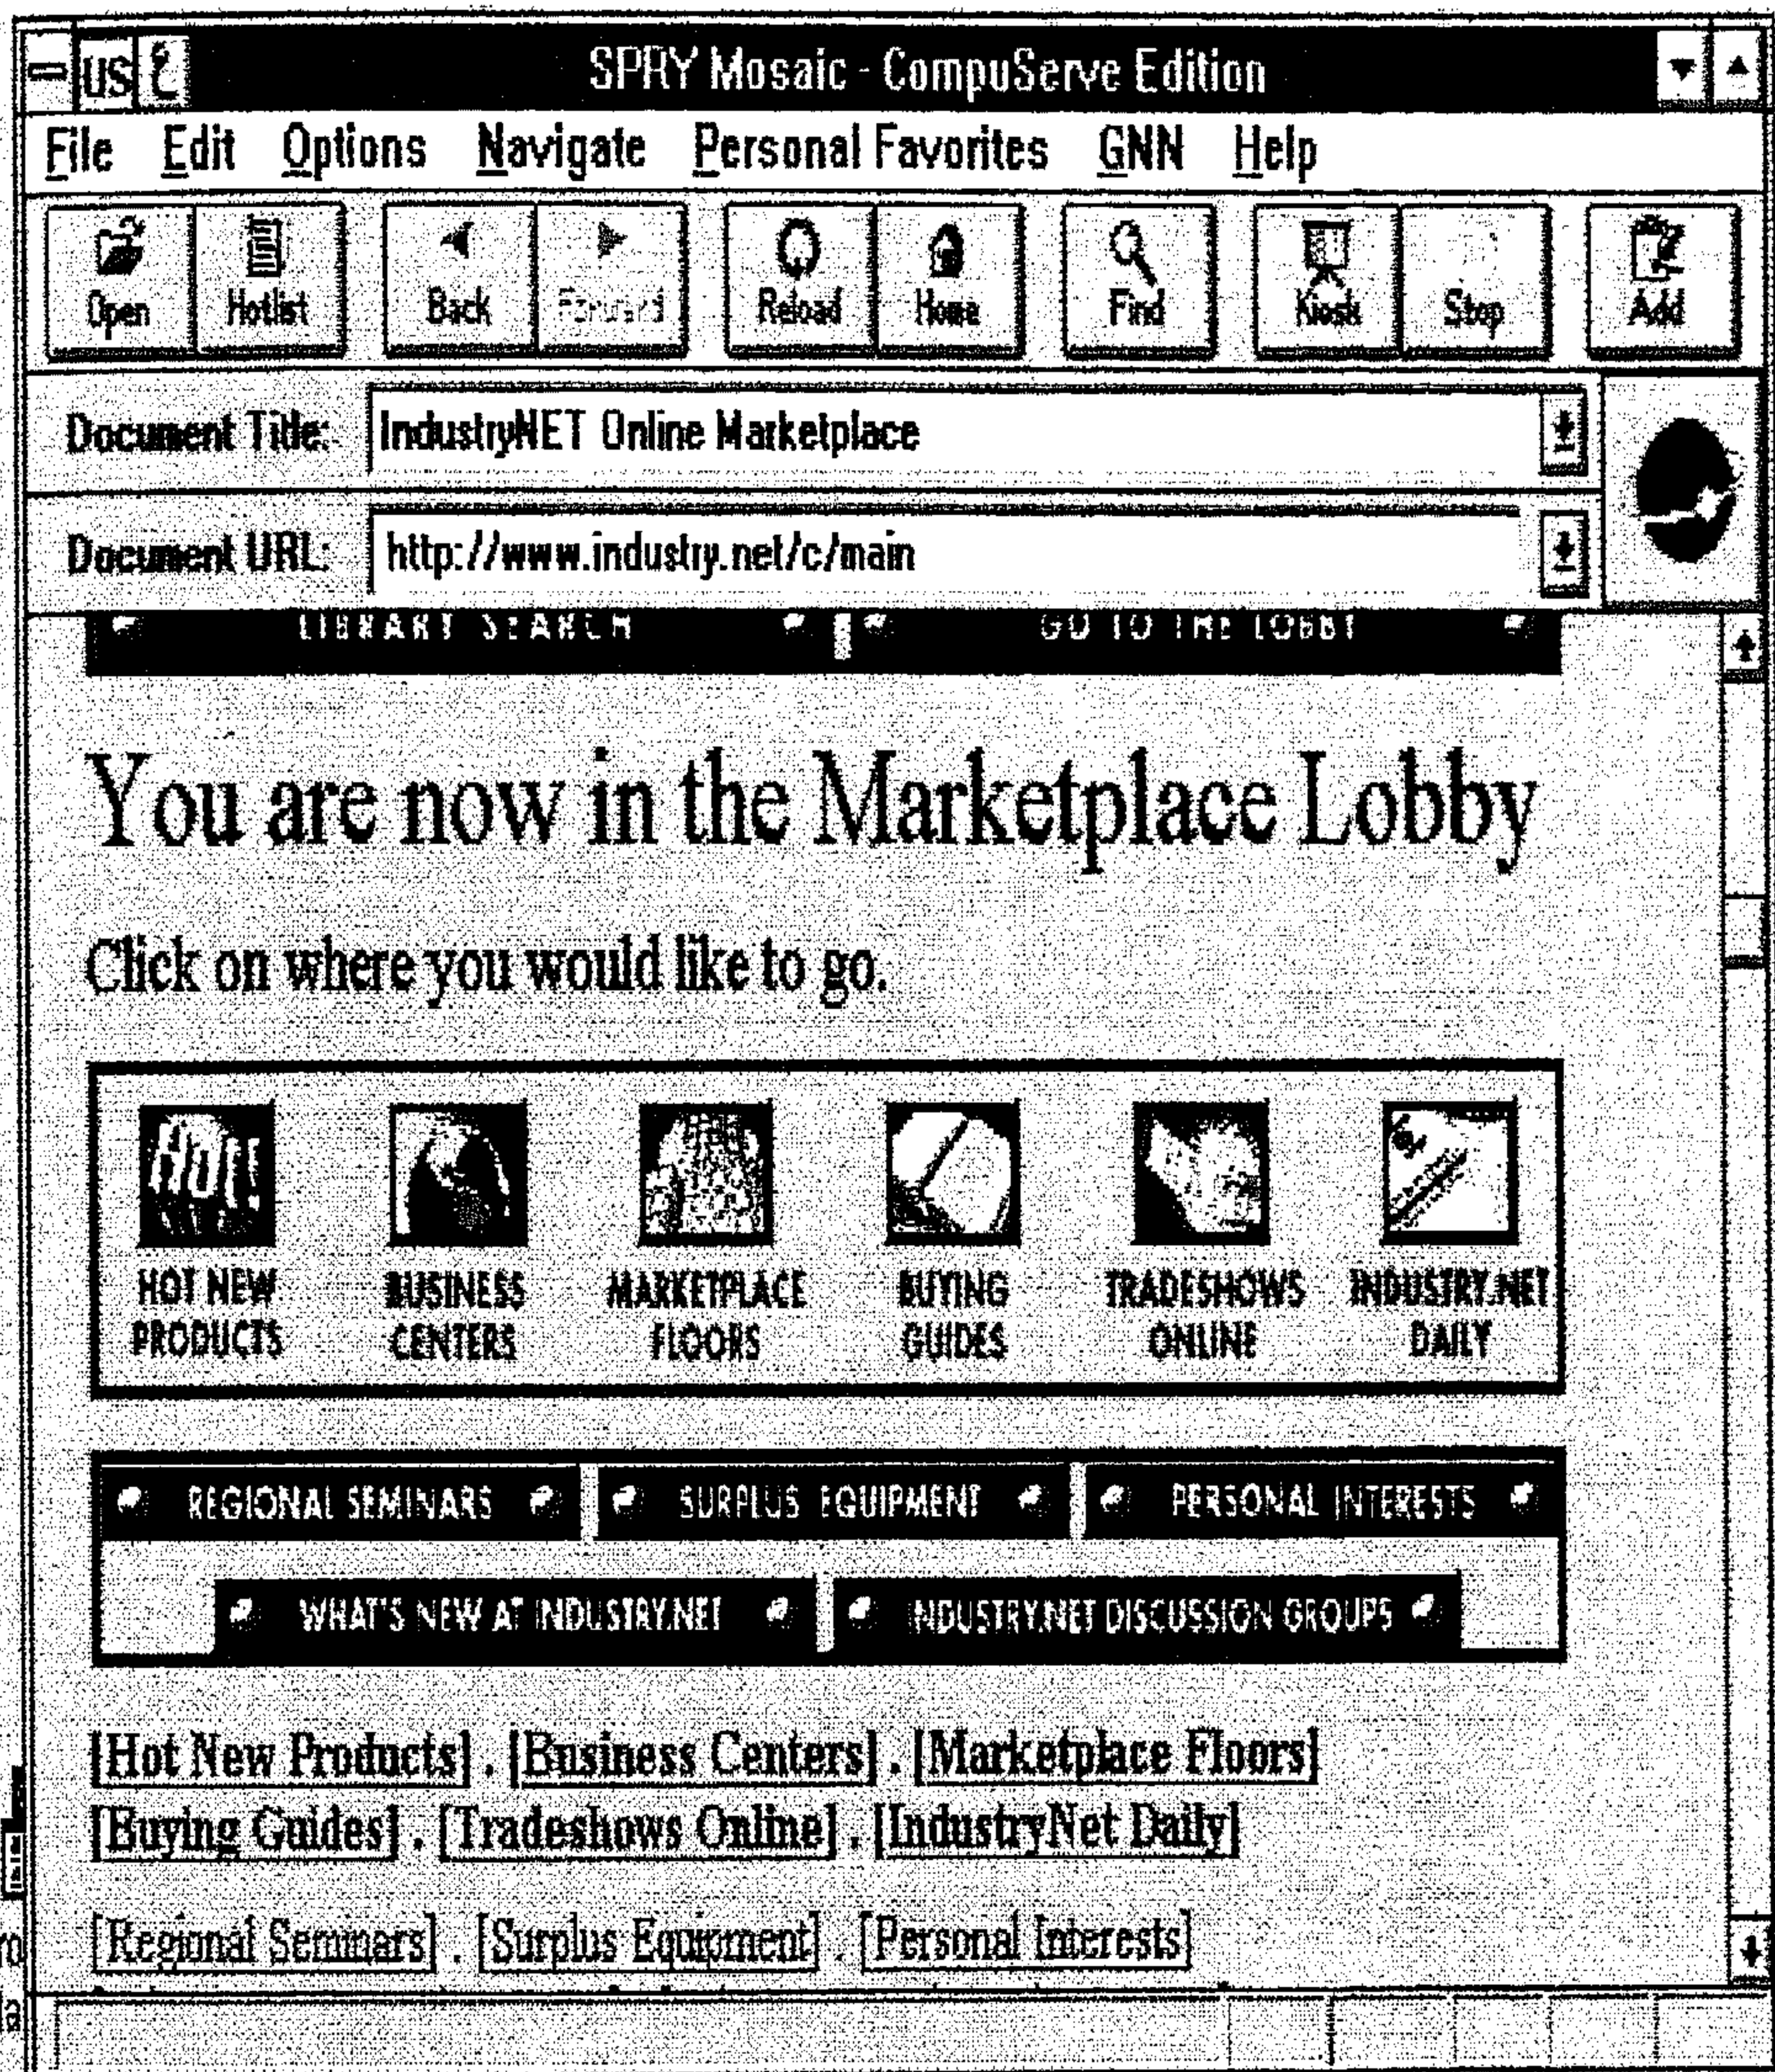 US
SPRY Mosaic - CompuServe Edition
File Edit Options Navigate Personal Favorites GNN Help
Open Hotlist Back Forward Reload Home Find Kiosk Stop Add
Document Title: IndustryNET Online Marketplace
Document URL: http://www.industry.net/c/main
LIBRARY SEARCH GO TO THE LOBBY
You are now in the Marketplace Lobby
Click on where you would like to go.
Hot!
HOT NEW PRODUCTS
BUSINESS CENTERS
MARKETPLACE FLOORS
BUYING GUIDES
TRADESHOWS ONLINE
INDUSTRY.NET DAILY
REGIONAL SEMINARS SURPLUS EQUIPMENT PERSONAL INTERESTS
WHAT'S NEW AT INDUSTRY.NET INDUSTRY.NET DISCUSSION GROUPS
[Hot New Products] . [Business Centers] . [Marketplace Floors]
[Buying Guides] . [Tradeshows Online] . [IndustryNet Daily]
[Regional Seminars] . [Surplus Equipment] . [Personal Interests]